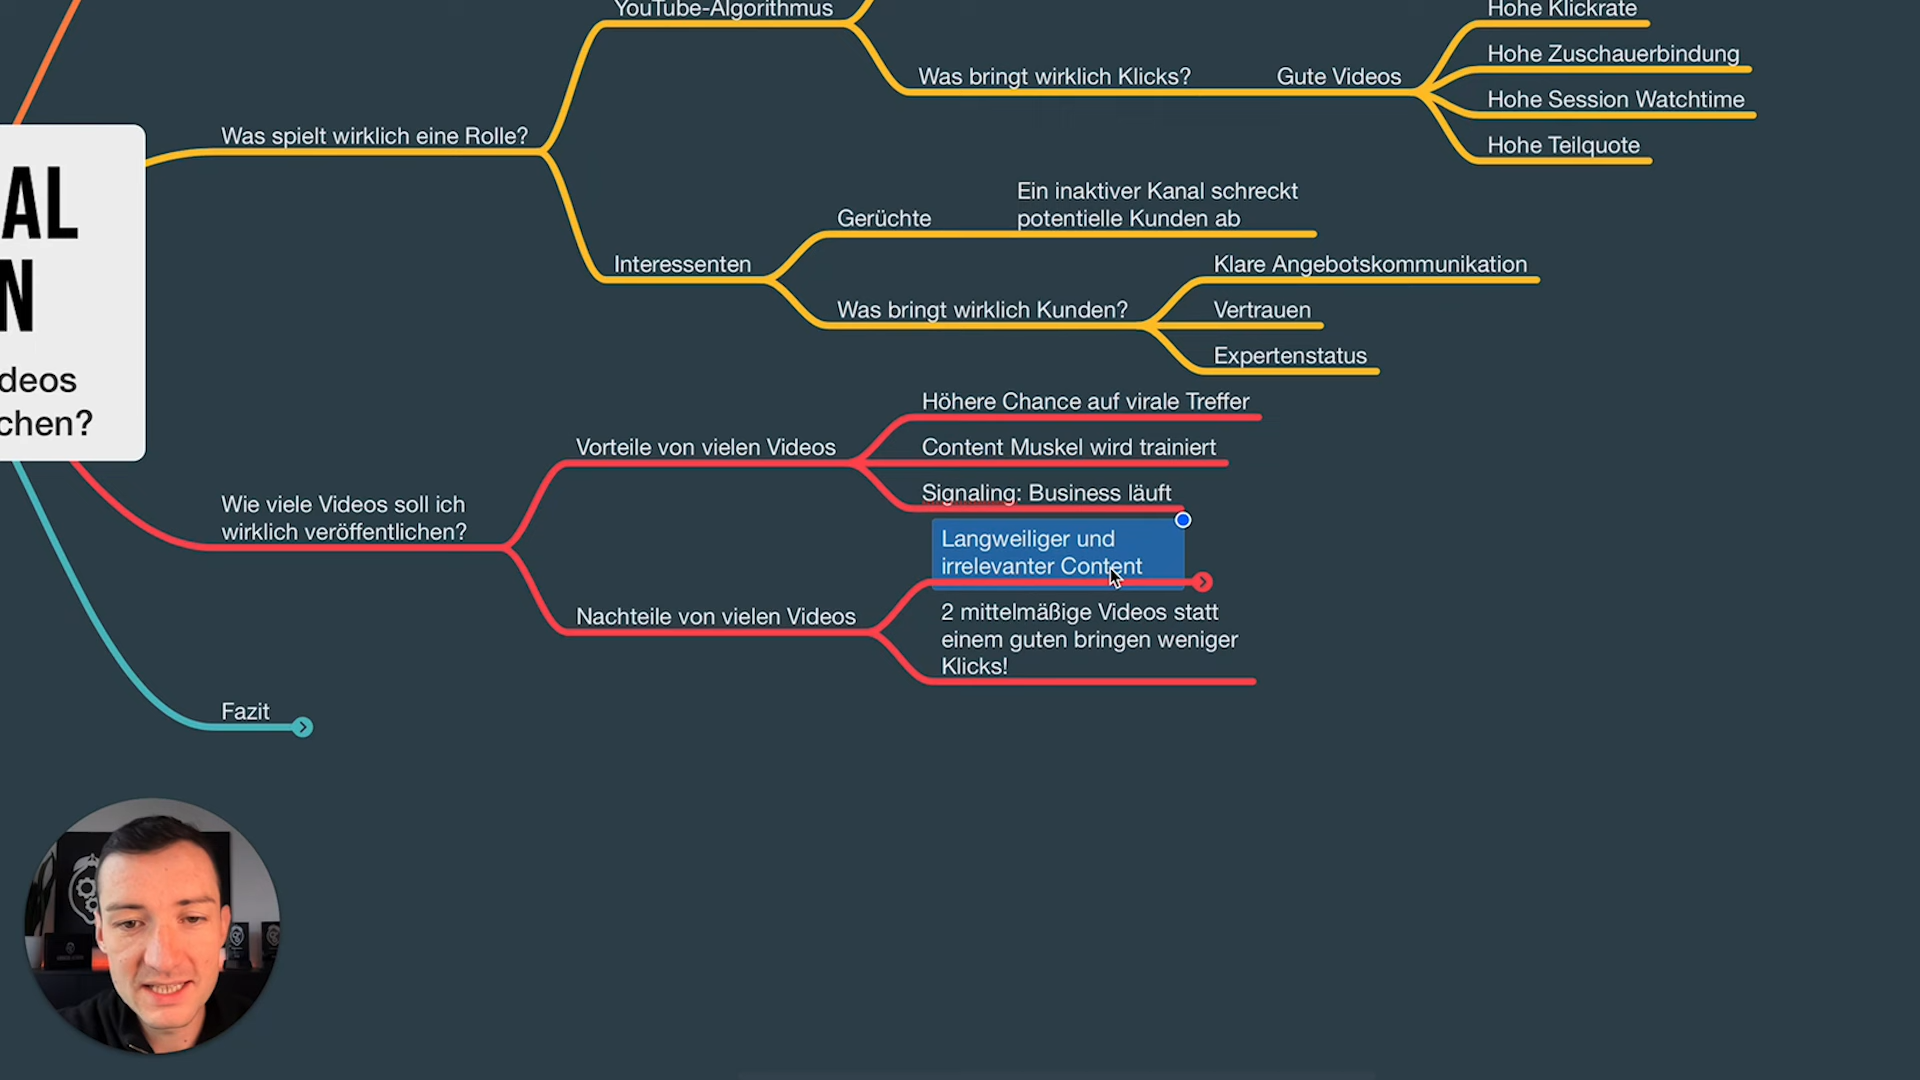 YouTube-Algorithmus
Was bringt wirklich Klicks?
Gute Videos
Hohe Klickrate
Hohe Zuschauerbindung
Hohe Session Watchtime
Hohe Teilquote
Was spielt wirklich eine Rolle?
Ein inaktiver Kanal schreckt
potentielle Kunden ab
Gerüchte
Interessenten
Was bringt wirklich Kunden?
Klare Angebotskommunikation
Vertrauen
Expertenstatus
AL
N
deos
chen?
Wie viele Videos soll ich
wirklich veröffentlichen?
Vorteile von vielen Videos
Höhere Chance auf virale Treffer
Content Muskel wird trainiert
Signaling: Business läuft
Nachteile von vielen Videos
Langweiliger und
irrelevanter Content
2 mittelmäßige Videos statt
einem guten bringen weniger
Klicks!
Fazit